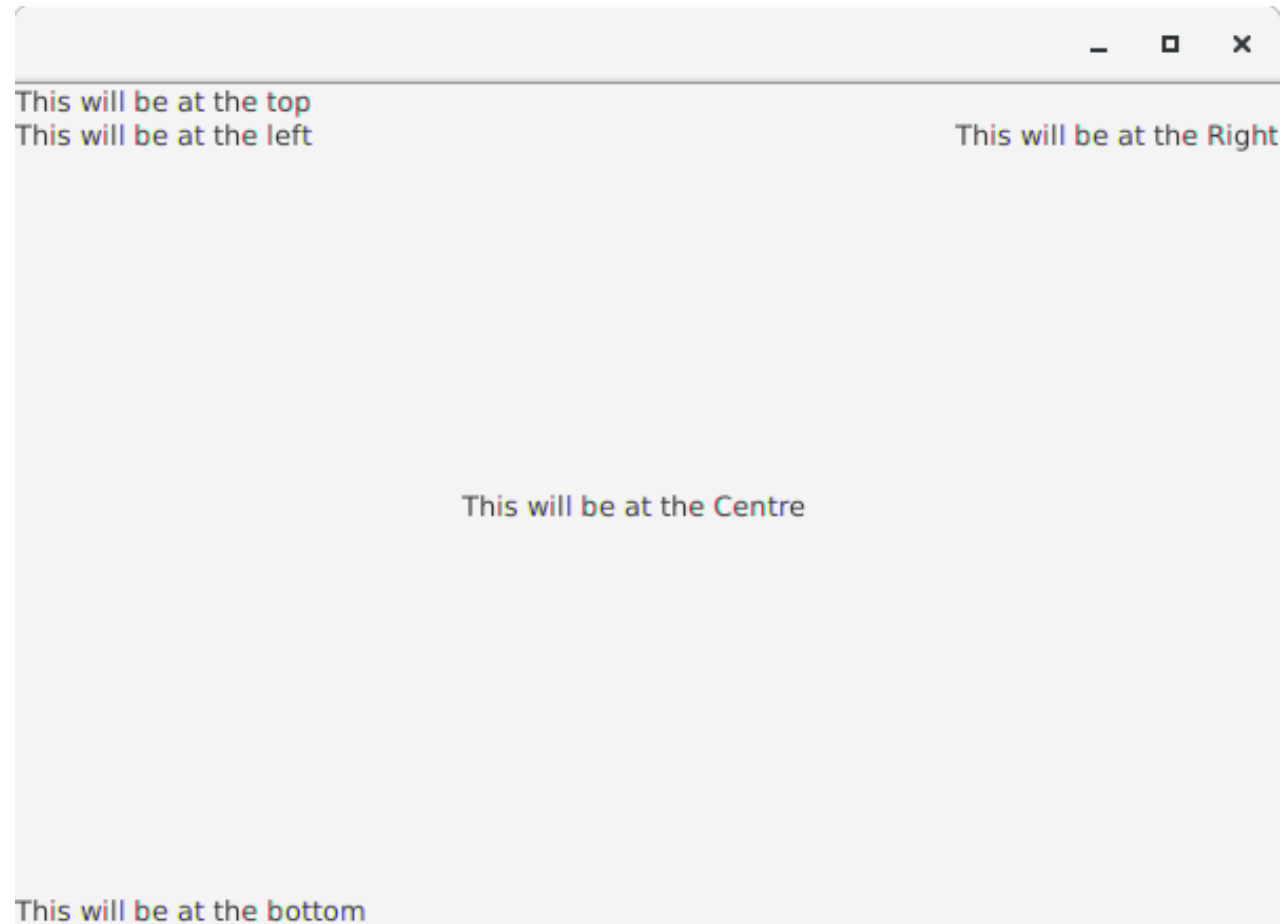 This will be at the top
This will be at the left
This will be at the Right
This will be at the Centre
This will be at the bottom